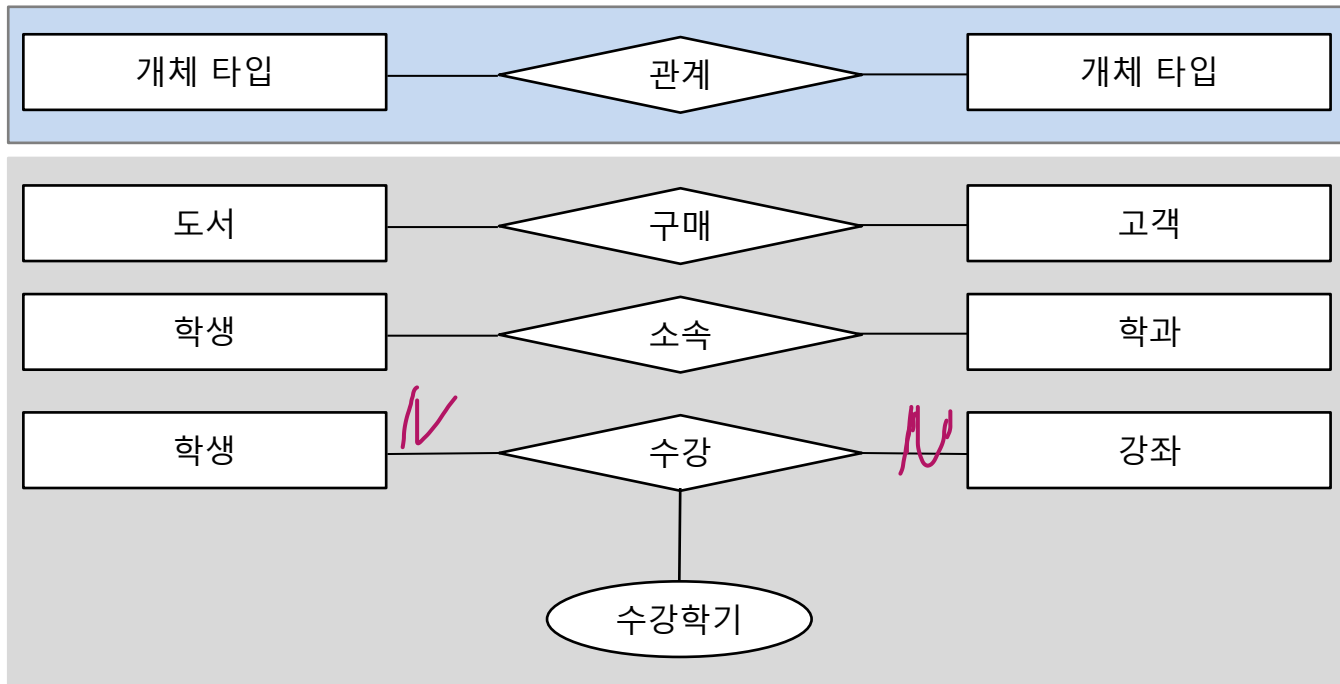 개체 타입 관계 개체 타입
도서 구매 고객
학생 소속 학과
N N
학생 수강 강좌
수강학기